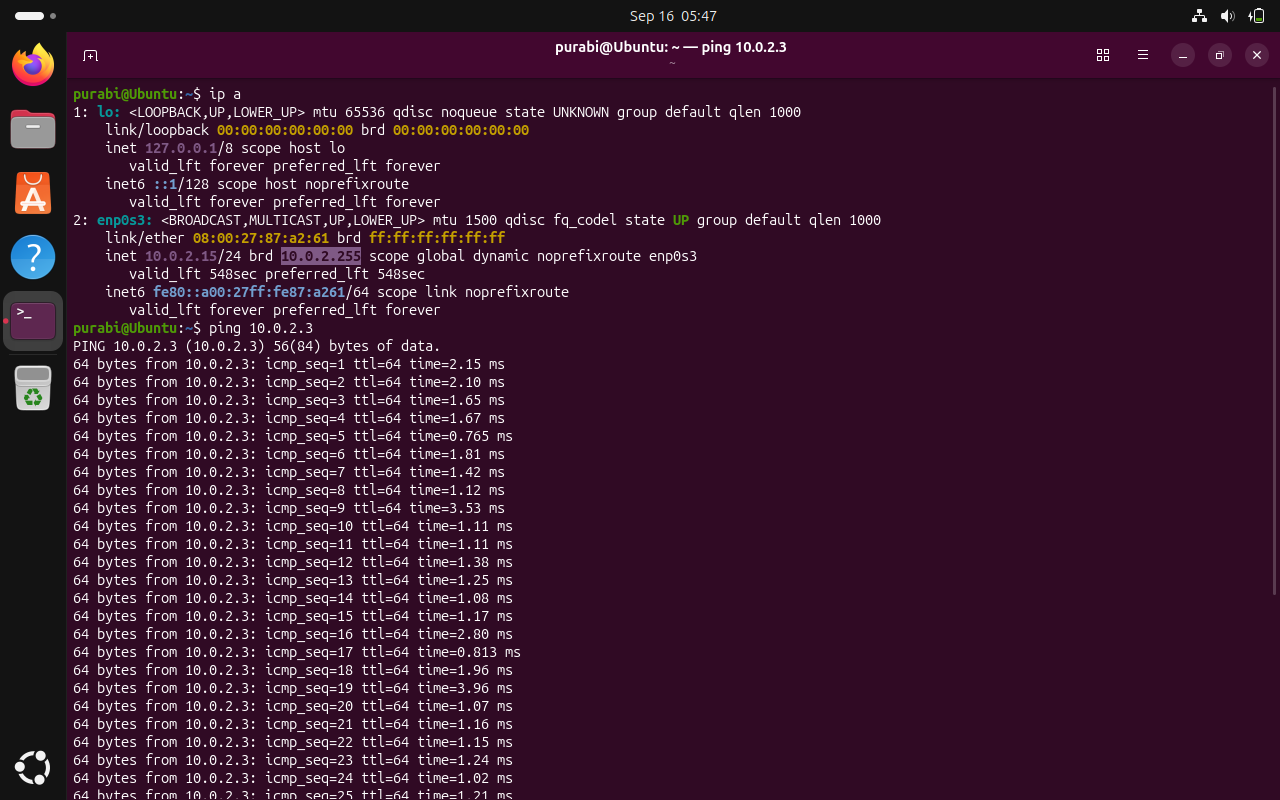 Sep 16 05:47
purabi@Ubuntu: ~ — ping 10.0.2.3
~
purabi@Ubuntu:~$ ip a
1: lo: <LOOPBACK,UP,LOWER_UP> mtu 65536 qdisc noqueue state UNKNOWN group default qlen 1000
    link/loopback 00:00:00:00:00:00 brd 00:00:00:00:00:00
    inet 127.0.0.1/8 scope host lo
       valid_lft forever preferred_lft forever
    inet6 ::1/128 scope host noprefixroute
       valid_lft forever preferred_lft forever
2: enp0s3: <BROADCAST,MULTICAST,UP,LOWER_UP> mtu 1500 qdisc fq_codel state UP group default qlen 1000
    link/ether 08:00:27:87:a2:61 brd ff:ff:ff:ff:ff:ff
    inet 10.0.2.15/24 brd 10.0.2.255 scope global dynamic noprefixroute enp0s3
       valid_lft 548sec preferred_lft 548sec
    inet6 fe80::a00:27ff:fe87:a261/64 scope link noprefixroute
       valid_lft forever preferred_lft forever
purabi@Ubuntu:~$ ping 10.0.2.3
PING 10.0.2.3 (10.0.2.3) 56(84) bytes of data.
64 bytes from 10.0.2.3: icmp_seq=1 ttl=64 time=2.15 ms
64 bytes from 10.0.2.3: icmp_seq=2 ttl=64 time=2.10 ms
64 bytes from 10.0.2.3: icmp_seq=3 ttl=64 time=1.65 ms
64 bytes from 10.0.2.3: icmp_seq=4 ttl=64 time=1.67 ms
64 bytes from 10.0.2.3: icmp_seq=5 ttl=64 time=0.765 ms
64 bytes from 10.0.2.3: icmp_seq=6 ttl=64 time=1.81 ms
64 bytes from 10.0.2.3: icmp_seq=7 ttl=64 time=1.42 ms
64 bytes from 10.0.2.3: icmp_seq=8 ttl=64 time=1.12 ms
64 bytes from 10.0.2.3: icmp_seq=9 ttl=64 time=3.53 ms
64 bytes from 10.0.2.3: icmp_seq=10 ttl=64 time=1.11 ms
64 bytes from 10.0.2.3: icmp_seq=11 ttl=64 time=1.11 ms
64 bytes from 10.0.2.3: icmp_seq=12 ttl=64 time=1.38 ms
64 bytes from 10.0.2.3: icmp_seq=13 ttl=64 time=1.25 ms
64 bytes from 10.0.2.3: icmp_seq=14 ttl=64 time=1.08 ms
64 bytes from 10.0.2.3: icmp_seq=15 ttl=64 time=1.17 ms
64 bytes from 10.0.2.3: icmp_seq=16 ttl=64 time=2.80 ms
64 bytes from 10.0.2.3: icmp_seq=17 ttl=64 time=0.813 ms
64 bytes from 10.0.2.3: icmp_seq=18 ttl=64 time=1.96 ms
64 bytes from 10.0.2.3: icmp_seq=19 ttl=64 time=3.96 ms
64 bytes from 10.0.2.3: icmp_seq=20 ttl=64 time=1.07 ms
64 bytes from 10.0.2.3: icmp_seq=21 ttl=64 time=1.16 ms
64 bytes from 10.0.2.3: icmp_seq=22 ttl=64 time=1.15 ms
64 bytes from 10.0.2.3: icmp_seq=23 ttl=64 time=1.24 ms
64 bytes from 10.0.2.3: icmp_seq=24 ttl=64 time=1.02 ms
64 bytes from 10.0.2.3: icmp_seq=25 ttl=64 time=1.21 ms